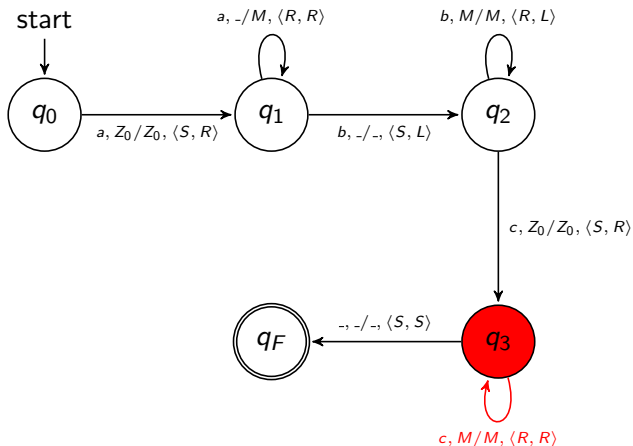 start
a, _/M, ⟨R, R⟩
b, M/M, ⟨R, L⟩
q0
q1
q2
a, Z0/Z0, ⟨S, R⟩
b, _/_, ⟨S, L⟩
c, Z0/Z0, ⟨S, R⟩
_, _/_, ⟨S, S⟩
qF
q3
c, M/M, ⟨R, R⟩